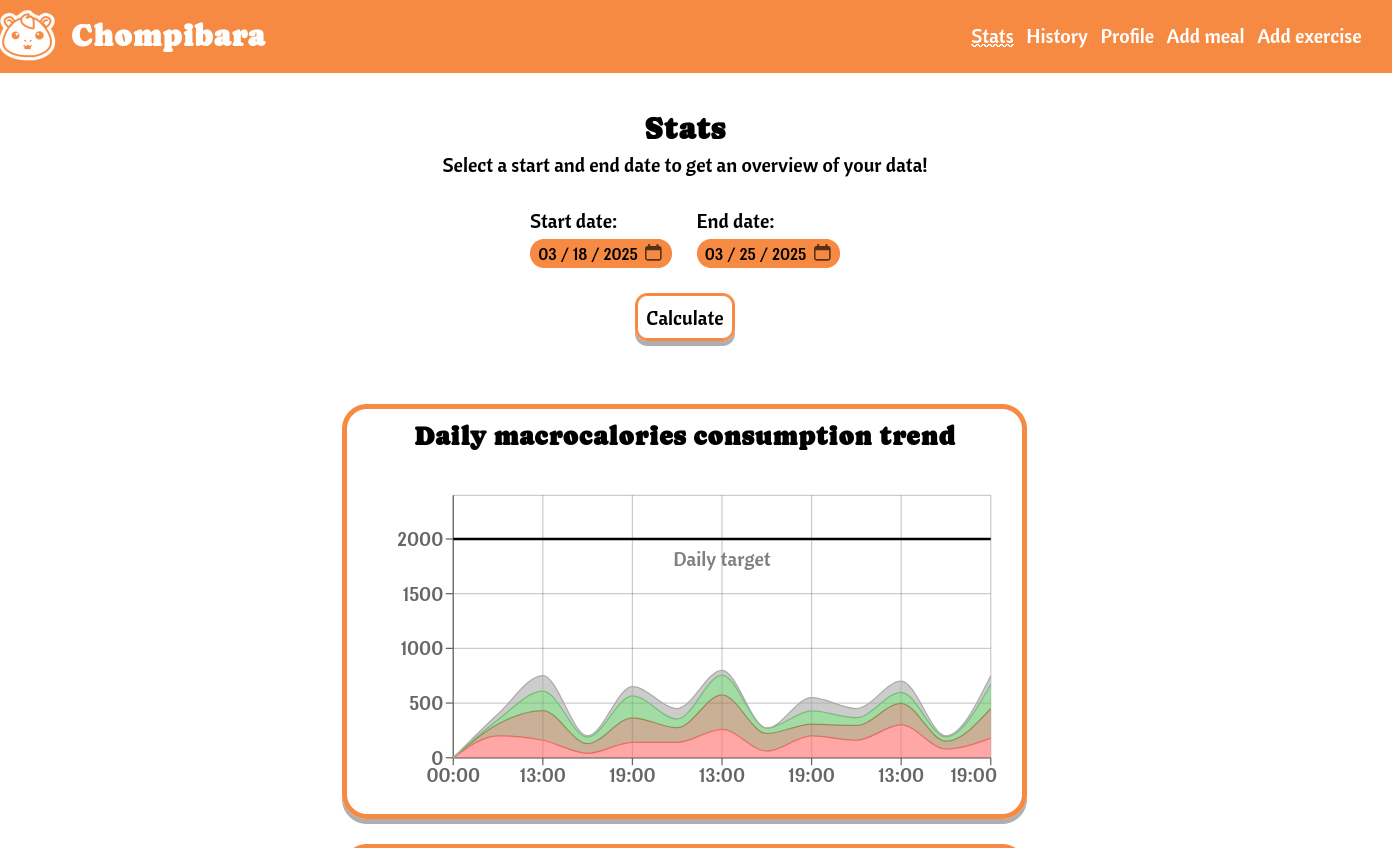 Chompibara
Stats History Profile Add meal Add exercise
Stats
Select a start and end date to get an overview of your data!
Start date: End date:
03 / 18 / 2025 03 / 25 / 2025
Calculate
Daily macrocalories consumption trend
2000
Daily target
1500
1000
500
0
00:00 13:00 19:00 13:00 19:00 13:00 19:00